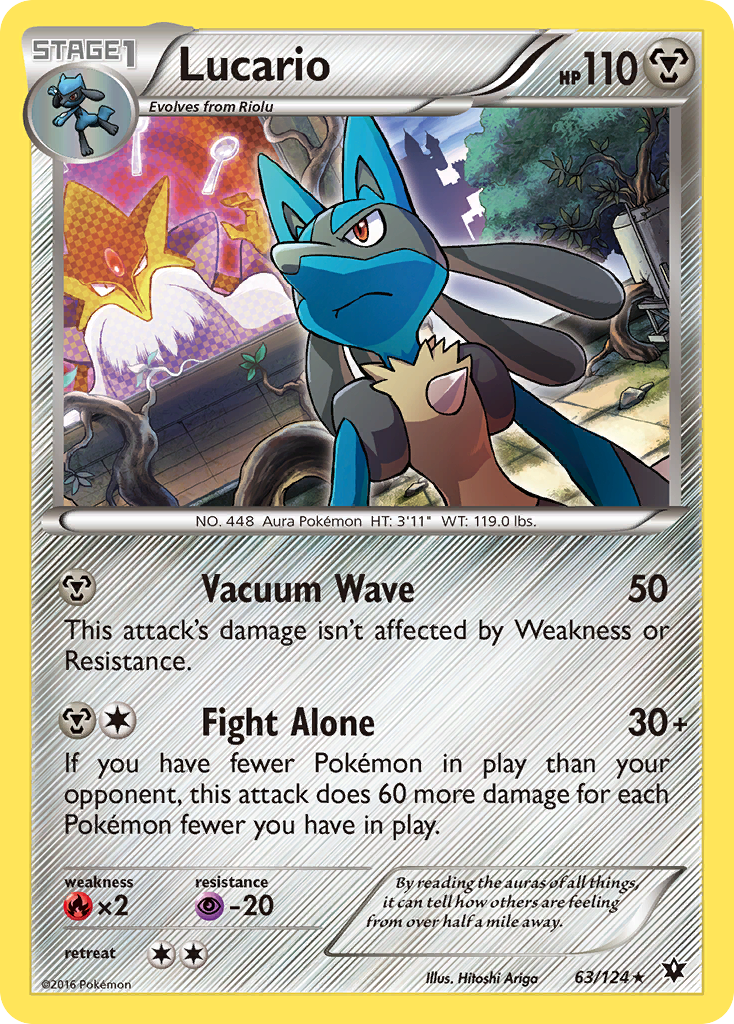 STAGE1
Lucario
HP110
Evolves from Riolu
NO. 448 Aura Pokémon HT: 3'11" WT: 119.0 lbs.
Vacuum Wave 50
This attack's damage isn't affected by Weakness or
Resistance.
Fight Alone 30+
If you have fewer Pokémon in play than your
opponent, this attack does 60 more damage for each
Pokémon fewer you have in play.
weakness
×2
resistance
-20
retreat
By reading the auras of all things,
it can tell how others are feeling
from over half a mile away.
©2016 Pokémon
Illus. Hitoshi Ariga
63/124★